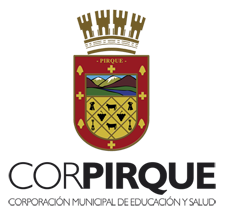 - PIRQUE -
CORPIRQUE
CORPORACIÓN MUNICIPAL DE EDUCACIÓN Y SALUD